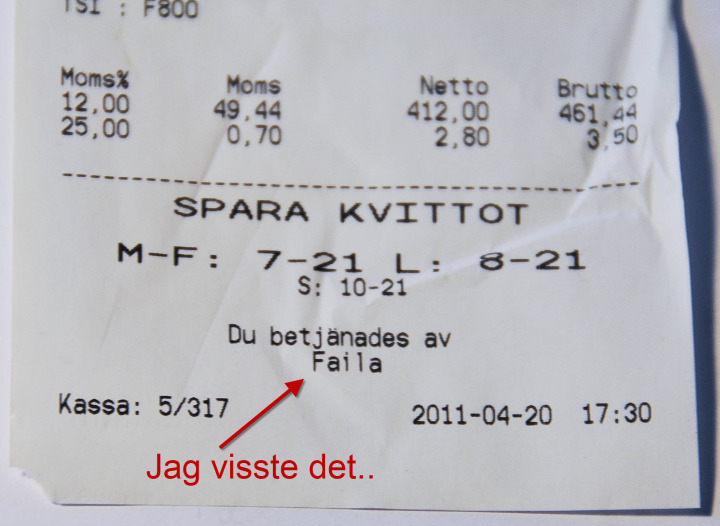 TSI : F800
Moms% Moms Netto Brutto
12,00 49,44 412,00 461,44
25,00 0,70 2,80 3,50
SPARA KVITTOT
M-F: 7-21 L: 8-21
S: 10-21
Du betjänades av
Faila
Kassa: 5/317 2011-04-20 17:30
Jag visste det..